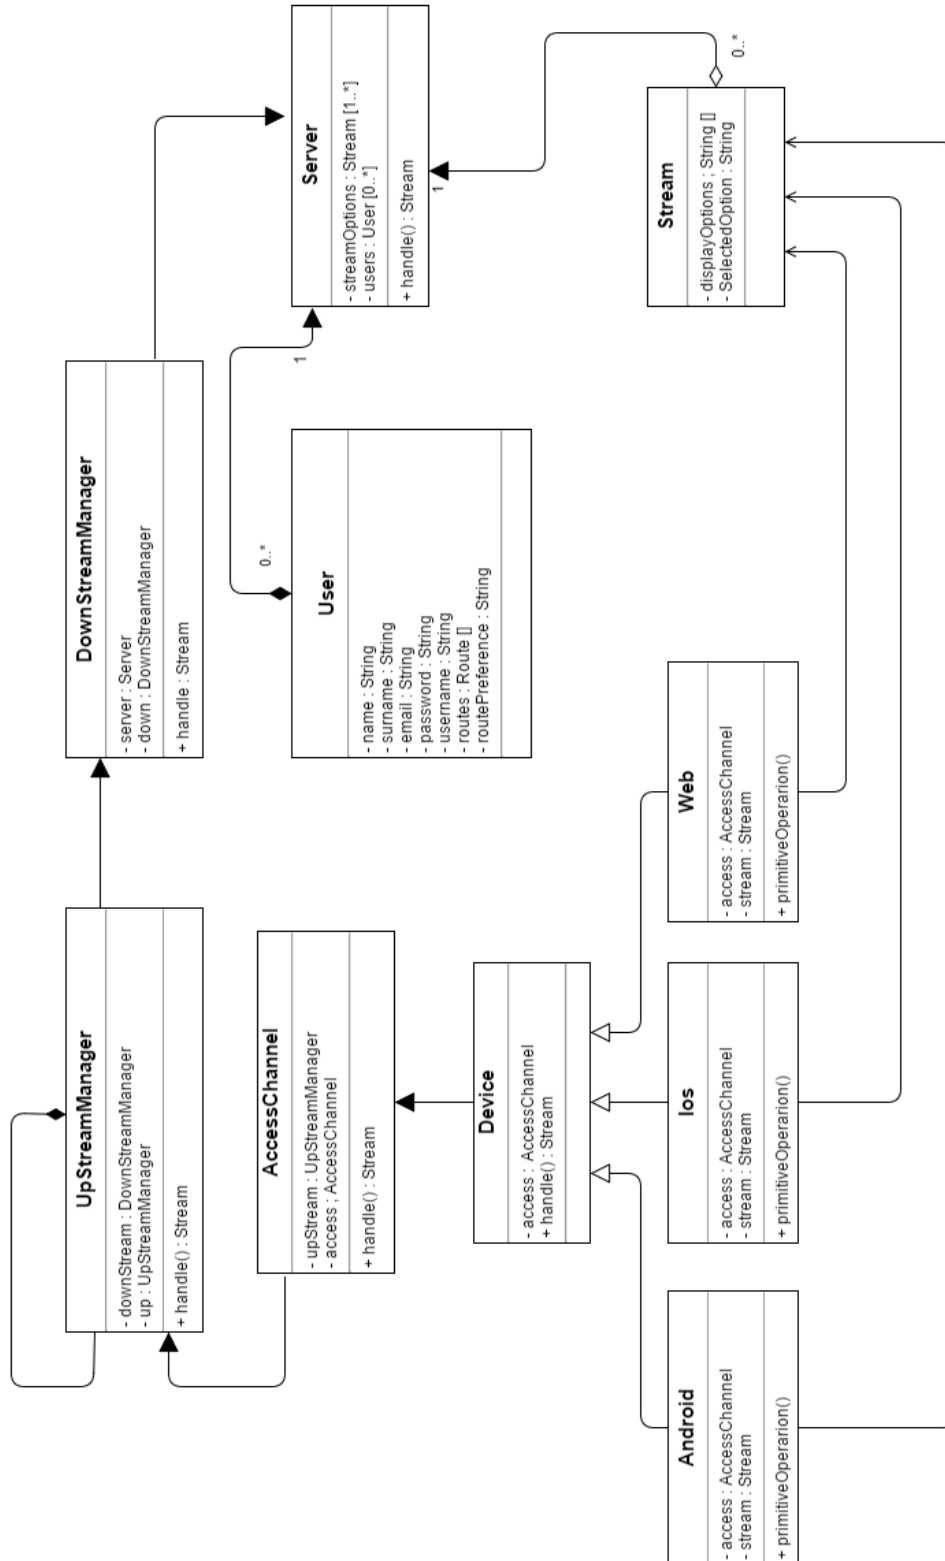 UpStreamManager
- downStream : DownStreamManager
- up : UpStreamManager
+ handle() : Stream
DownStreamManager
- server : Server
- down : DownStreamManager
+ handle : Stream
AccessChannel
- upStream : UpStreamManager
- access ; AccessChannel
+ handle() : Stream
User
- name : String
- surname : String
- email : String
- password : String
- username : String
- routes : Route []
- routePreference : String
0..*
1
Server
- streamOptions : Stream [1..*]
- users : User [0..*]
+ handle() : Stream
1
0..*
Device
- access : AccessChannel
+ handle() : Stream
Stream
- displayOptions ; String []
- SelectedOption : String
Android
- access : AccessChannel
- stream : Stream
+ primitiveOperarion()
Ios
- access : AccessChannel
- stream : Stream
+ primitiveOperarion()
Web
- access : AccessChannel
- stream : Stream
+ primitiveOperarion()